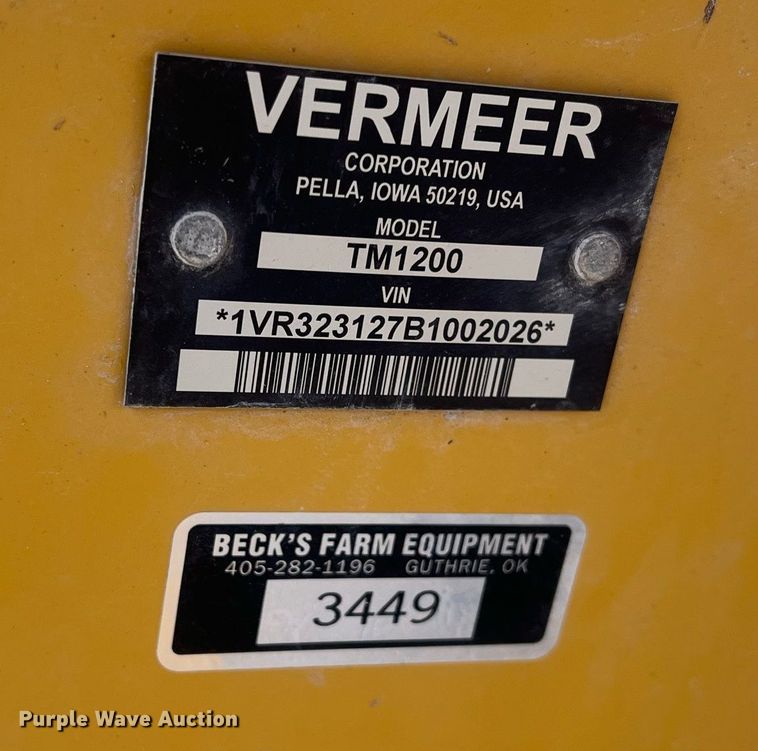 VERMEER
CORPORATION
PELLA, IOWA 50219, USA
MODEL
TM1200
VIN
*1VR323127B1002026*
BECK'S FARM EQUIPMENT
405-282-1196 GUTHRIE, OK
3449
Purple Wave Auction